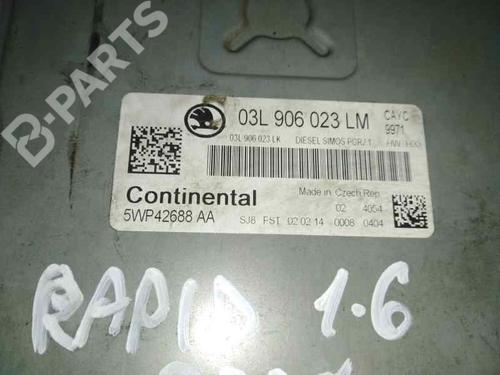 B-PARTS
03L 906 023 LM
CAYC
9971
03L 906 023 LK DIESEL SIMOS PCR2.1
Continental
5WP42688 AA
Made in Czech Rep.
02 4054
SJ8 PST 02 02 14 0008 0404
RAPID 1.6